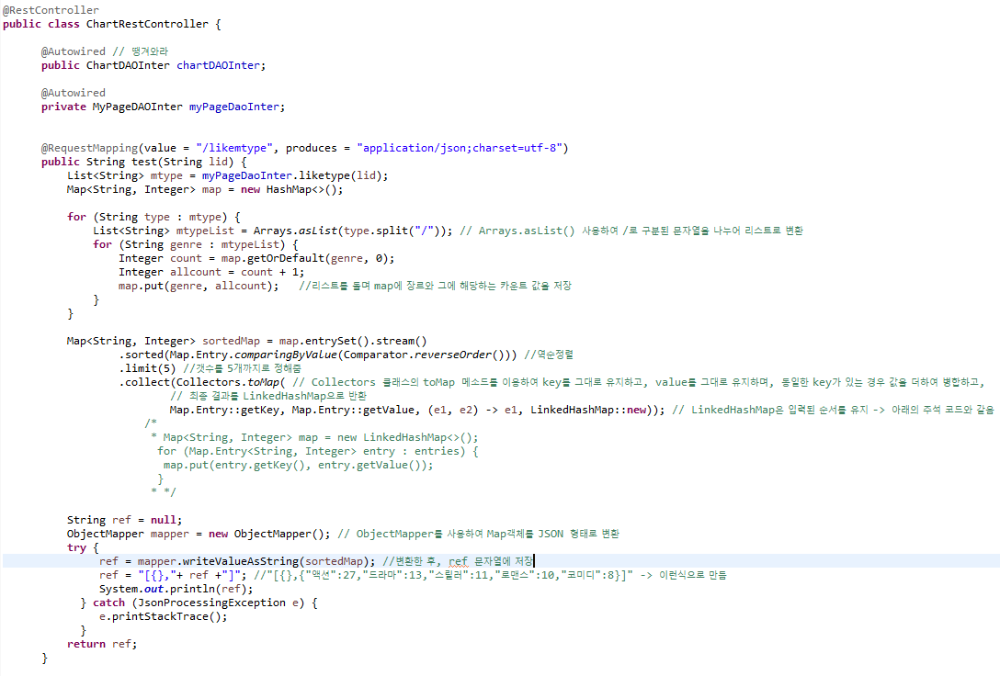 @RestController
public class ChartRestController {
@Autowired // 땡겨와라
public ChartDAOInter chartDAOInter;
@Autowired
private MyPageDAOInter myPageDaoInter;
@RequestMapping(value = "/likemtype", produces = "application/json;charset=utf-8")
public String test(String lid) {
List<String> mtype = myPageDaoInter.liketype(lid);
Map<String, Integer> map = new HashMap<>();
for (String type : mtype) {
List<String> mtypeList = Arrays.asList(type.split("/")); // Arrays.asList() 사용하여 /로 구분된 문자열을 나누어 리스트로 변환
for (String genre : mtypeList) {
Integer count = map.getOrDefault(genre, 0);
Integer allcount = count + 1;
map.put(genre, allcount); //리스트를 돌며 map에 장르와 그에 해당하는 카운트 값을 저장
}
}
Map<String, Integer> sortedMap = map.entrySet().stream()
.sorted(Map.Entry.comparingByValue(Comparator.reverseOrder())) //역순정렬
.limit(5) //갯수를 5개까지로 정해줌
.collect(Collectors.toMap( // Collectors 클래스의 toMap 메소드를 이용하여 key를 그대로 유지하고, value를 그대로 유지하며, 동일한 key가 있는 경우 값을 더하여 병합하고,
// 최종 결과를 LinkedHashMap으로 반환
Map.Entry::getKey, Map.Entry::getValue, (e1, e2) -> e1, LinkedHashMap::new)); // LinkedHashMap은 입력된 순서를 유지 -> 아래의 주석 코드와 같음
/*
* Map<String, Integer> map = new LinkedHashMap<>();
for (Map.Entry<String, Integer> entry : entries) {
map.put(entry.getKey(), entry.getValue());
}
* */
String ref = null;
ObjectMapper mapper = new ObjectMapper(); // ObjectMapper를 사용하여 Map객체를 JSON 형태로 변환
try {
ref = mapper.writeValueAsString(sortedMap); //변환한 후, ref 문자열에 저장
ref = "[{},"+ ref +"]"; //"[{},{"액션":27,"드라마":13,"스릴러":11,"로맨스":10,"코미디":8}]" -> 이런식으로 만듬
System.out.println(ref);
} catch (JsonProcessingException e) {
e.printStackTrace();
}
return ref;
}